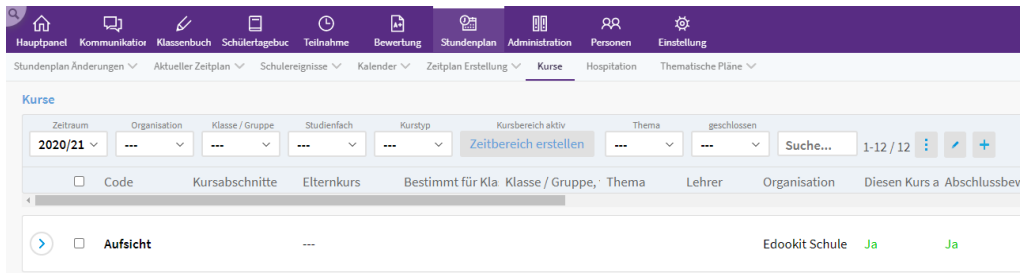 Hauptpanel Kommunikatior Klassenbuch Schülertagebuc Teilnahme Bewertung Stundenplan Administration Personen Einstellung
Stundenplan Änderungen Aktueller Zeitplan Schulereignisse Kalender Zeitplan Erstellung Kurse Hospitation Thematische Pläne
Kurse
Zeitraum Organisation Klasse / Gruppe Studienfach Kurstyp Kursbereich aktiv Thema geschlossen
2020/21 --- --- --- --- Zeitbereich erstellen --- --- Suche... 1-12 / 12
Code Kursabschnitte Elternkurs Bestimmt für Kla Klasse / Gruppe, Thema Lehrer Organisation Diesen Kurs a Abschlussbew
Aufsicht --- Edookit Schule Ja Ja